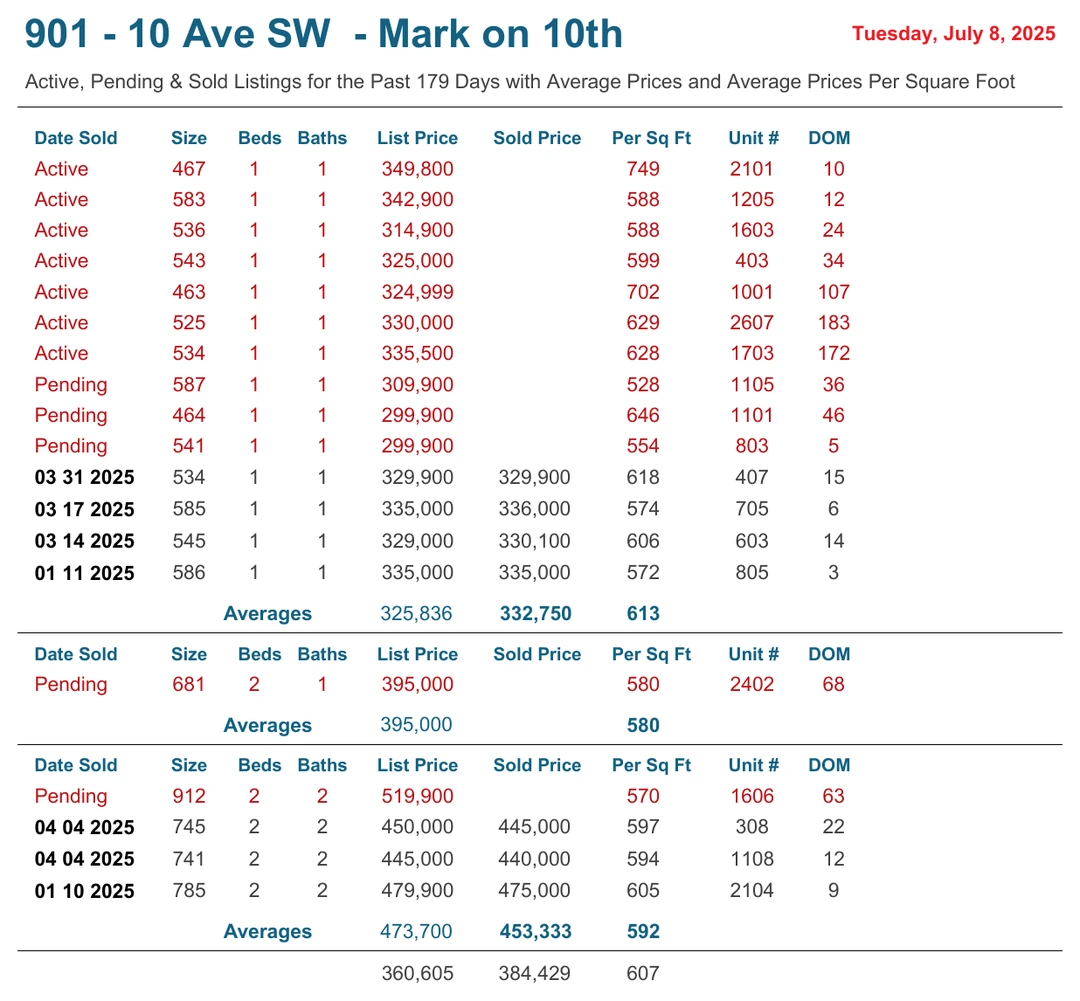 901 - 10 Ave SW - Mark on 10th Tuesday, July 8, 2025
Active, Pending & Sold Listings for the Past 179 Days with Average Prices and Average Prices Per Square Foot
Date Sold Size Beds Baths List Price Sold Price Per Sq Ft Unit # DOM
Active 467 1 1 349,800 749 2101 10
Active 583 1 1 342,900 588 1205 12
Active 536 1 1 314,900 588 1603 24
Active 543 1 1 325,000 599 403 34
Active 463 1 1 324,999 702 1001 107
Active 525 1 1 330,000 629 2607 183
Active 534 1 1 335,500 628 1703 172
Pending 587 1 1 309,900 528 1105 36
Pending 464 1 1 299,900 646 1101 46
Pending 541 1 1 299,900 554 803 5
03 31 2025 534 1 1 329,900 329,900 618 407 15
03 17 2025 585 1 1 335,000 336,000 574 705 6
03 14 2025 545 1 1 329,000 330,100 606 603 14
01 11 2025 586 1 1 335,000 335,000 572 805 3
Averages 325,836 332,750 613
Date Sold Size Beds Baths List Price Sold Price Per Sq Ft Unit # DOM
Pending 681 2 1 395,000 580 2402 68
Averages 395,000 580
Date Sold Size Beds Baths List Price Sold Price Per Sq Ft Unit # DOM
Pending 912 2 2 519,900 570 1606 63
04 04 2025 745 2 2 450,000 445,000 597 308 22
04 04 2025 741 2 2 445,000 440,000 594 1108 12
01 10 2025 785 2 2 479,900 475,000 605 2104 9
Averages 473,700 453,333 592
360,605 384,429 607